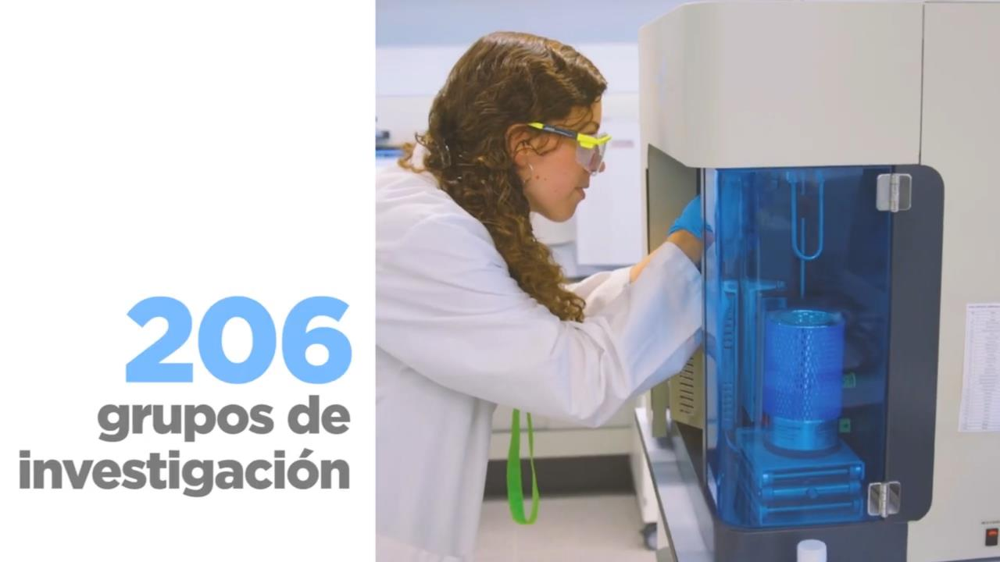 206
grupos de
investigación